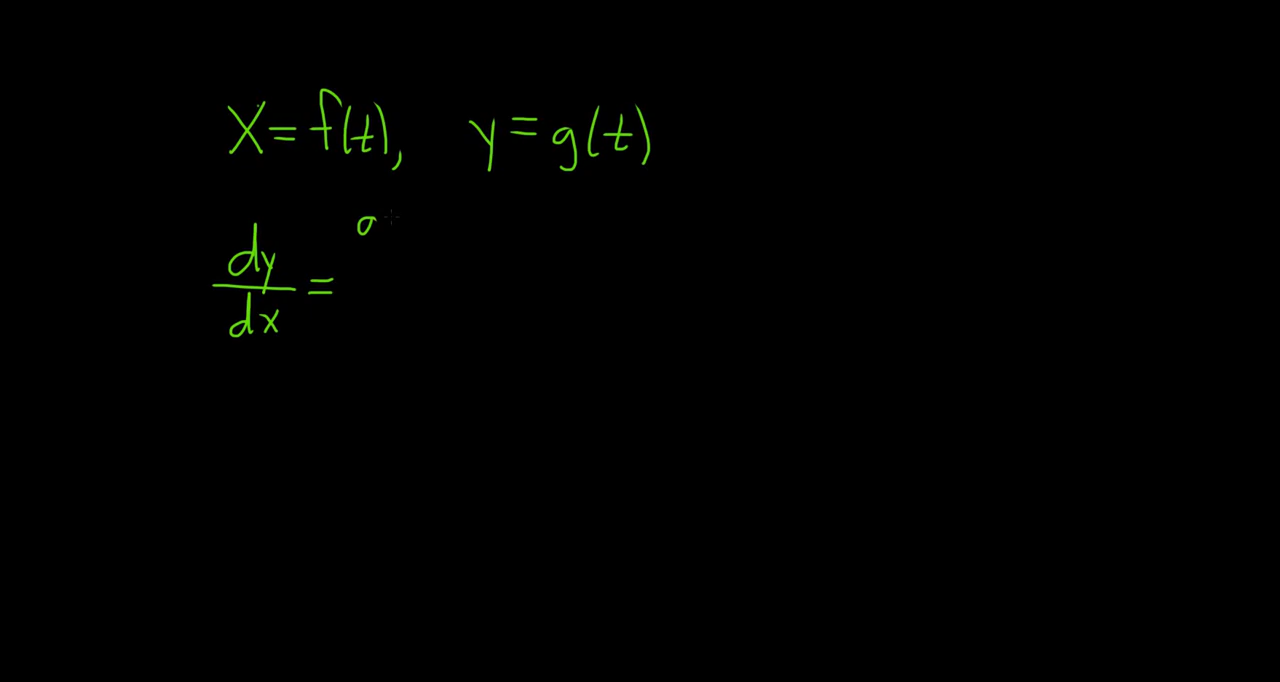 X=f(t), y=g(t)
dy/dx =